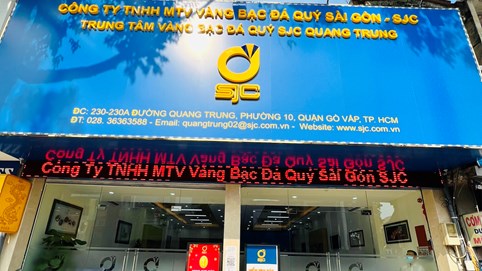 CÔNG TY TNHH MTV VÀNG BẠC ĐÁ QUÝ SÀI GÒN - SJC
TRUNG TÂM VÀNG BẠC ĐÁ QUÝ SJC QUANG TRUNG
SJC
ĐC: 230-230A ĐƯỜNG QUANG TRUNG, PHƯỜNG 10, QUẬN GÒ VẤP, TP. HCM
ĐT: 028. 36363588 - Email: quangtrung02@sjc.com.vn - Website: www.sjc.com.vn
Công Ty TNHH MTV Vàng Bạc Đá Quí Sài Gòn SJC
CƠM